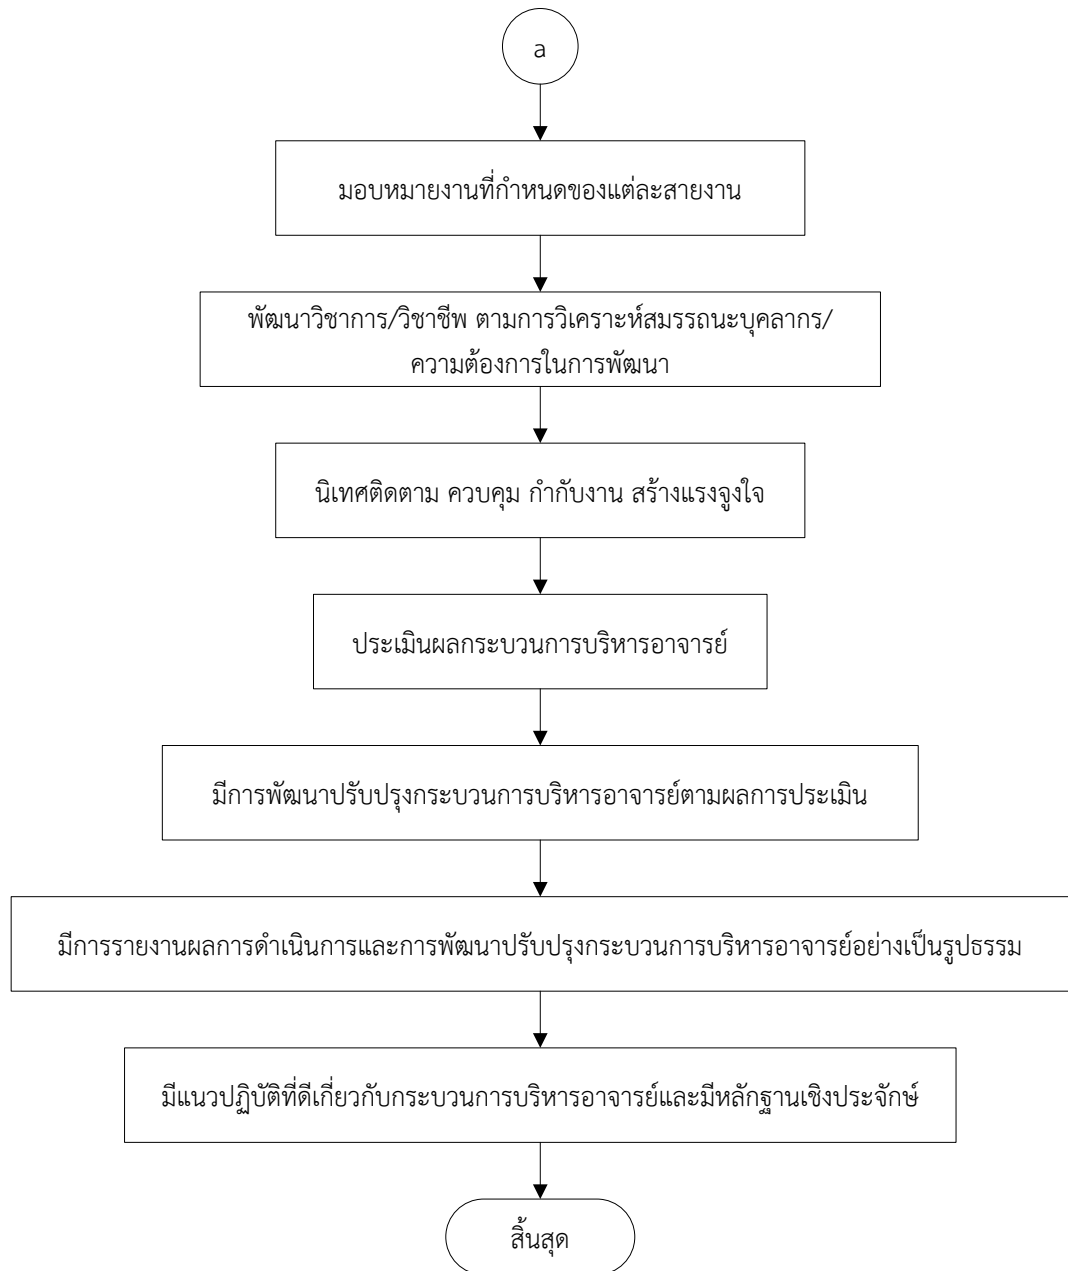 a
มอบหมายงานที่กำหนดของแต่ละสายงาน
พัฒนาวิชาการ/วิชาชีพ ตามการวิเคราะห์สมรรถนะบุคลากร/
ความต้องการในการพัฒนา
นิเทศติดตาม ควบคุม กำกับงาน สร้างแรงจูงใจ
ประเมินผลกระบวนการบริหารอาจารย์
มีการพัฒนาปรับปรุงกระบวนการบริหารอาจารย์ตามผลการประเมิน
มีการรายงานผลการดำเนินการและการพัฒนาปรับปรุงกระบวนการบริหารอาจารย์อย่างเป็นรูปธรรม
มีแนวปฏิบัติที่ดีเกี่ยวกับกระบวนการบริหารอาจารย์และมีหลักฐานเชิงประจักษ์
สิ้นสุด